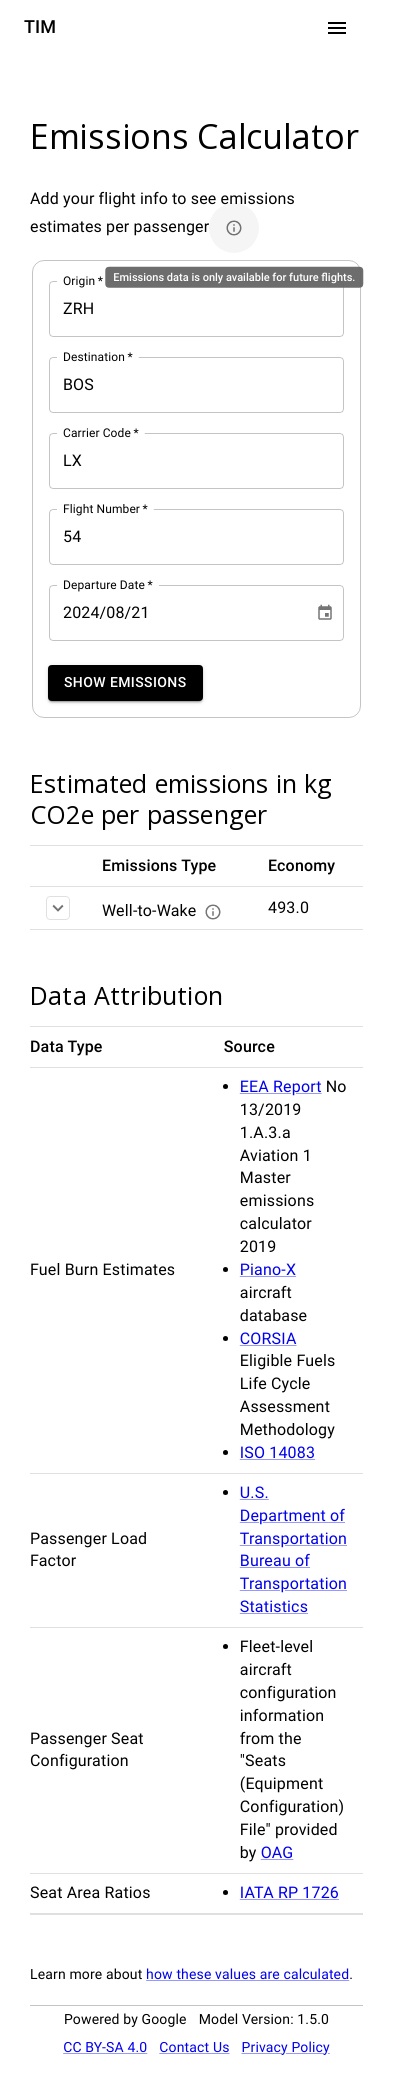 TIM
Emissions Calculator
Add your flight info to see emissions
estimates per passenger
Emissions data is only available for future flights.
Origin *
ZRH
Destination *
BOS
Carrier Code *
LX
Flight Number *
54
Departure Date *
2024/08/21
SHOW EMISSIONS
Estimated emissions in kg
CO2e per passenger
Emissions Type Economy
Well-to-Wake 493.0
Data Attribution
Data Type Source
Fuel Burn Estimates
• EEA Report No
13/2019
1.A.3.a
Aviation 1
Master
emissions
calculator
2019
• Piano-X
aircraft
database
• CORSIA
Eligible Fuels
Life Cycle
Assessment
Methodology
• ISO 14083
Passenger Load
Factor
• U.S.
Department of
Transportation
Bureau of
Transportation
Statistics
Passenger Seat
Configuration
• Fleet-level
aircraft
configuration
information
from the
"Seats
(Equipment
Configuration)
File" provided
by OAG
Seat Area Ratios
• IATA RP 1726
Learn more about how these values are calculated.
Powered by Google Model Version: 1.5.0
CC BY-SA 4.0 Contact Us Privacy Policy